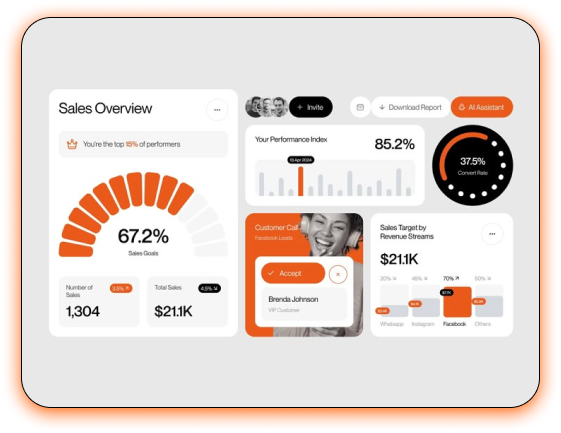 Sales Overview
You're the top 15% of performers
67.2%
Sales Goals
Number of
Sales
3.5%
1,304
Total Sales
4.5%
$21.1K
Invite
Download Report
AI Assistant
Your Performance Index
85.2%
15 Apr 2024
37.5%
Convert Rate
Customer Call
Facebook Leads
Accept
Brenda Johnson
VIP Customer
Sales Target by
Revenue Streams
$21.1K
20%
45%
70%
50%
Whatsapp
Instagram
Facebook
Others